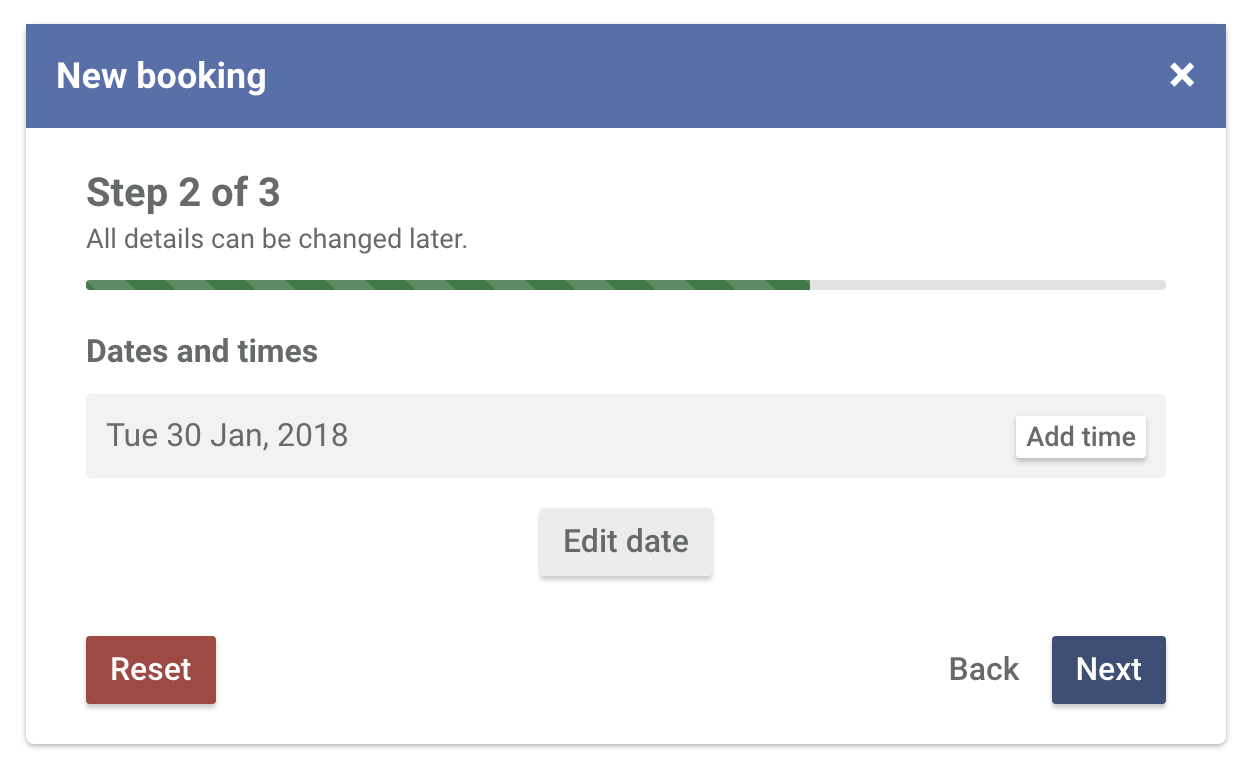 New booking
Step 2 of 3
All details can be changed later.
Dates and times
Tue 30 Jan, 2018 Add time
Edit date
Reset Back Next